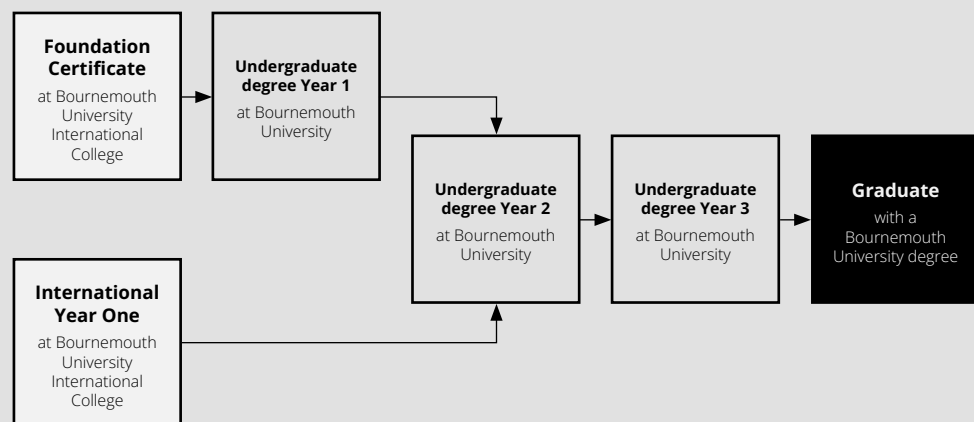 Foundation
Certificate
at Bournemouth
University
International
College
Undergraduate
degree Year 1
at Bournemouth
University
Undergraduate
degree Year 2
at Bournemouth
University
Undergraduate
degree Year 3
at Bournemouth
University
Graduate
with a
Bournemouth
University degree
International
Year One
at Bournemouth
University
International
College